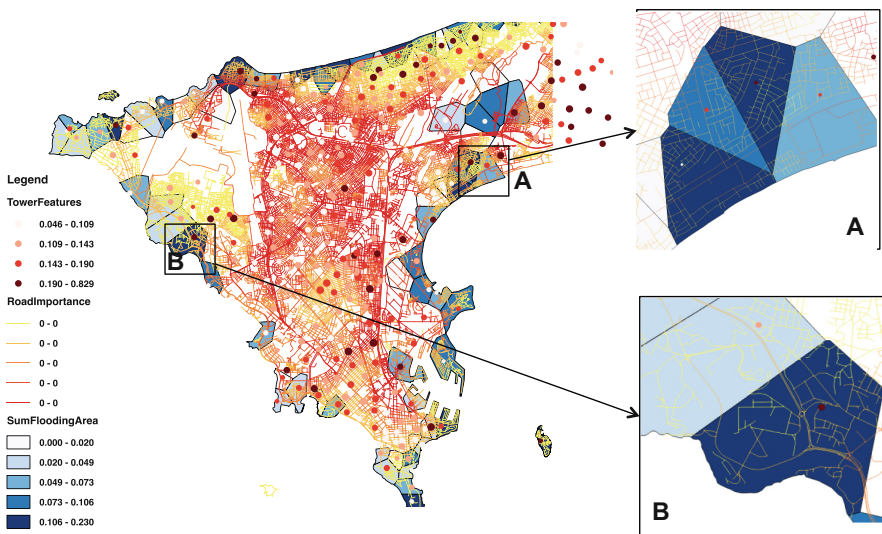 Legend
TowerFeatures
0.046 - 0.109
0.109 - 0.143
0.143 - 0.190
0.190 - 0.829
RoadImportance
0 - 0
0 - 0
0 - 0
0 - 0
0 - 0
SumFloodingArea
0.000 - 0.020
0.020 - 0.049
0.049 - 0.073
0.073 - 0.106
0.106 - 0.230
A
B
A
B